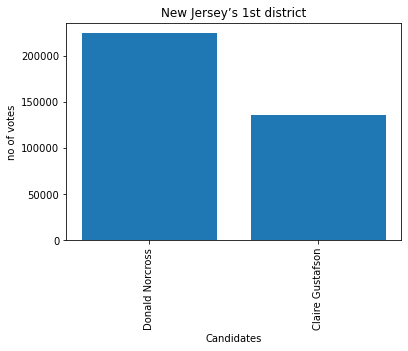 New Jersey’s 1st district
no of votes
200000
150000
100000
50000
0
Donald Norcross
Claire Gustafson
Candidates